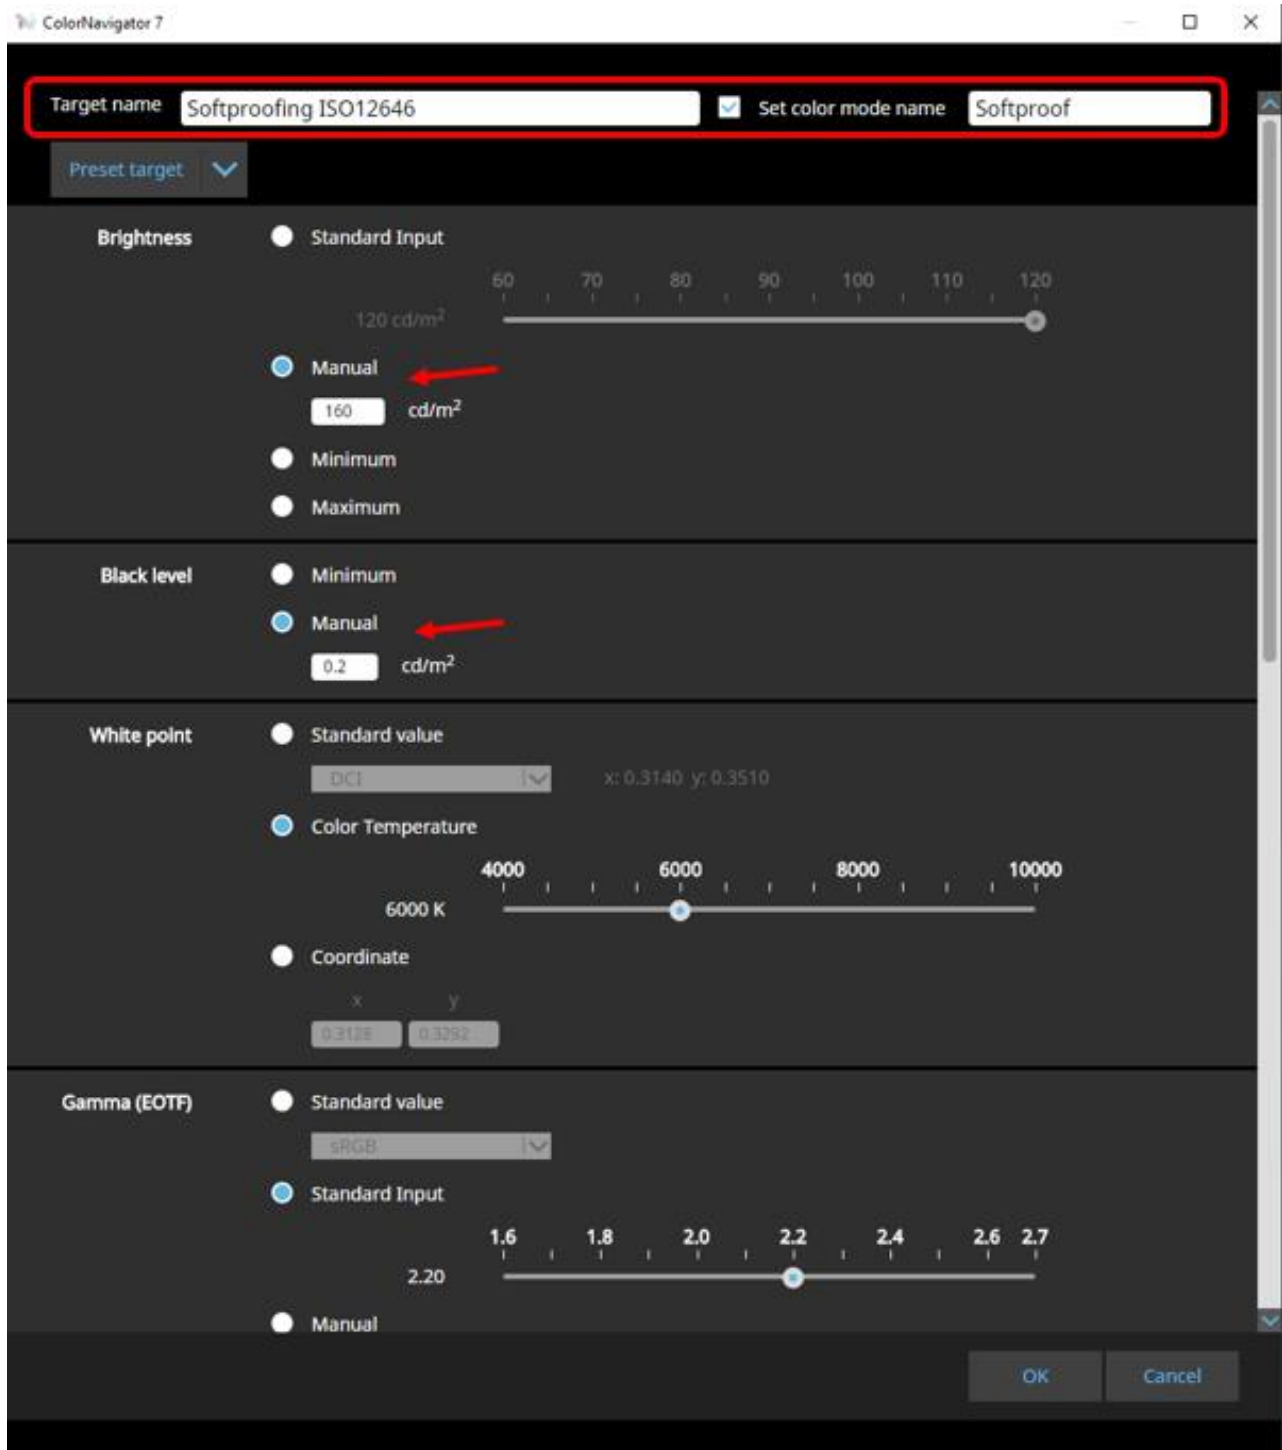 ColorNavigator 7
Target name Softproofing ISO12646 Set color mode name Softproof
Preset target
Brightness Standard Input
60 70 80 90 100 110 120
120 cd/m²
Manual
160 cd/m²
Minimum
Maximum
Black level Minimum
Manual
0.2 cd/m²
White point Standard value
DCI x: 0.3140 y: 0.3510
Color Temperature
4000 6000 8000 10000
6000 K
Coordinate
x y
0.3128 0.3292
Gamma (EOTF) Standard value
sRGB
Standard Input
1.6 1.8 2.0 2.2 2.4 2.6 2.7
2.20
Manual
OK Cancel